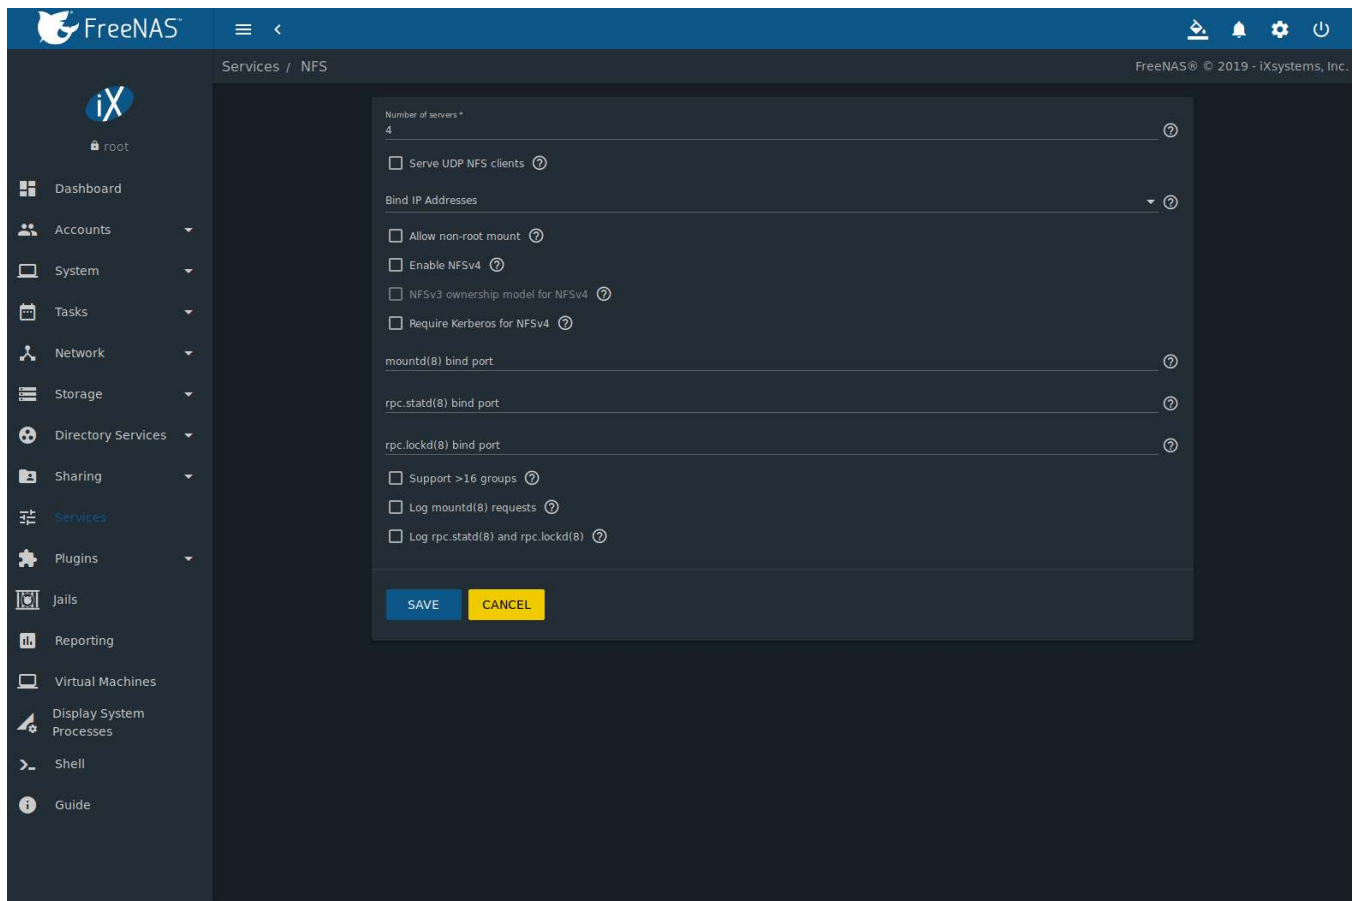 FreeNAS™
Services / NFS
FreeNAS® © 2019 - iXsystems, Inc.
iX
root
Dashboard
Accounts
System
Tasks
Network
Storage
Directory Services
Sharing
Services
Plugins
Jails
Reporting
Virtual Machines
Display System
Processes
Shell
Guide
Number of servers *
4
Serve UDP NFS clients
Bind IP Addresses
Allow non-root mount
Enable NFSv4
NFSv3 ownership model for NFSv4
Require Kerberos for NFSv4
mountd(8) bind port
rpc.statd(8) bind port
rpc.lockd(8) bind port
Support >16 groups
Log mountd(8) requests
Log rpc.statd(8) and rpc.lockd(8)
SAVE CANCEL